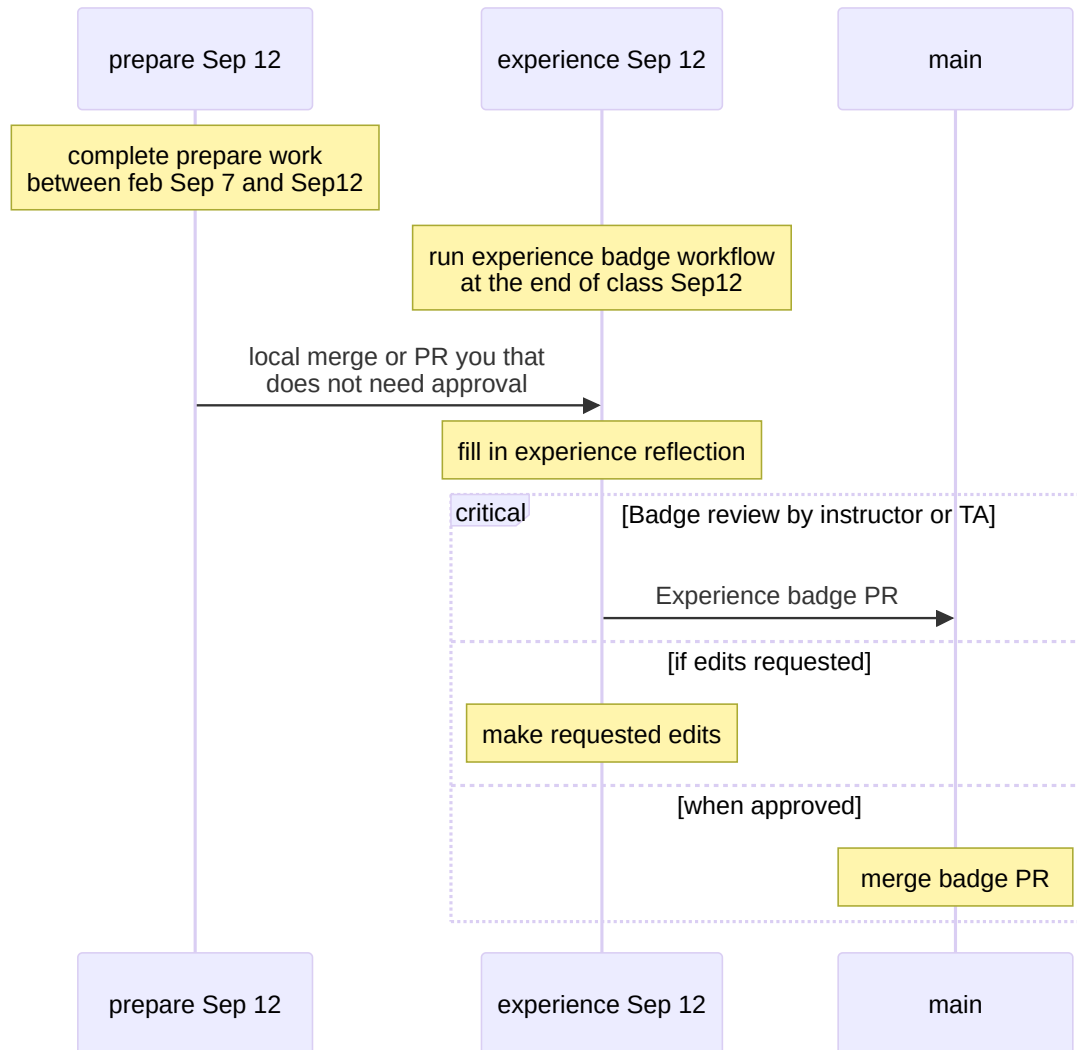 prepare Sep 12
experience Sep 12
main
complete prepare work
between feb Sep 7 and Sep12
run experience badge workflow
at the end of class Sep12
local merge or PR you that
does not need approval
fill in experience reflection
critical
[Badge review by instructor or TA]
Experience badge PR
[if edits requested]
make requested edits
[when approved]
merge badge PR
prepare Sep 12
experience Sep 12
main